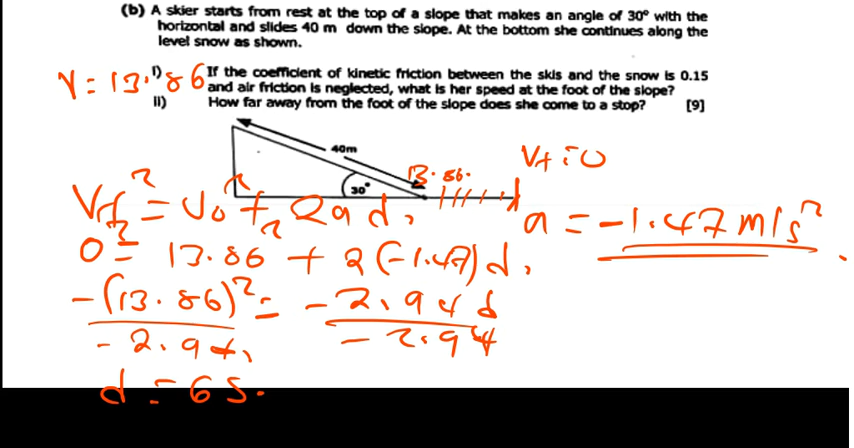 (b) A skier starts from rest at the top of a slope that makes an angle of 30° with the
horizontal and slides 40 m down the slope. At the bottom she continues along the
level snow as shown.
i) If the coefficient of kinetic friction between the skis and the snow is 0.15
and air friction is neglected, what is her speed at the foot of the slope?
V = 13.86
ii) How far away from the foot of the slope does she come to a stop? [9]
40m
30°
13.86.
Vf = 0
a = -1.47 m/s²
Vf² = Vo² + 2ad,
0² = 13.86² + 2(-1.47)d,
-(13.86)² = -2.94d
-2.94, -2.94
d = 65.